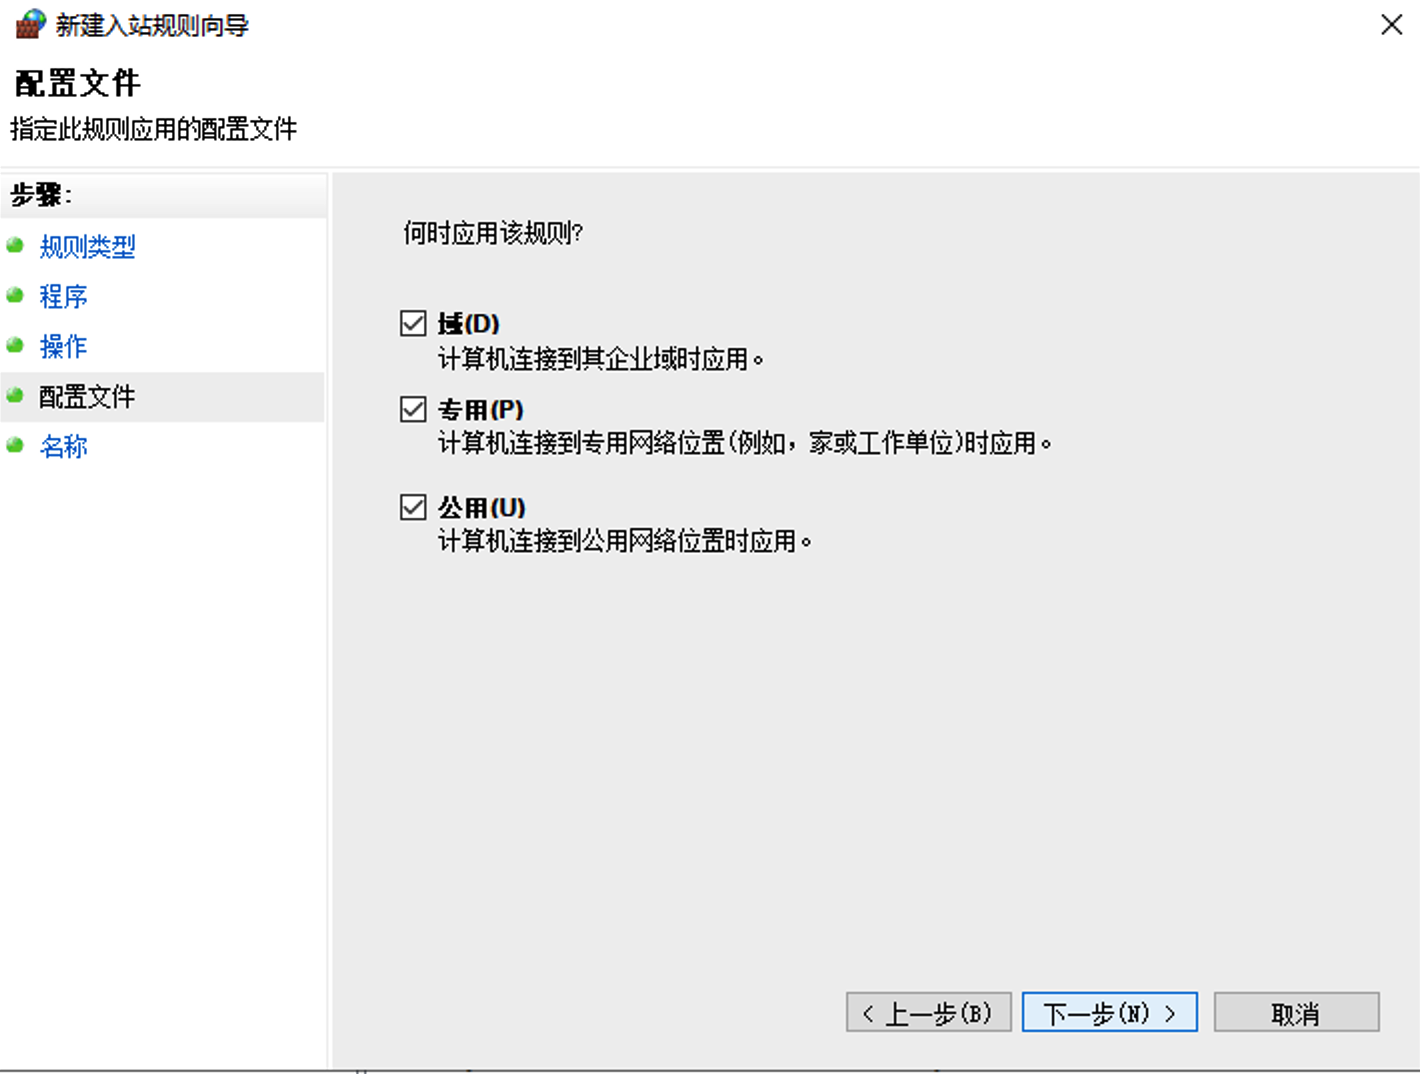 新建入站规则向导
配置文件
指定此规则应用的配置文件
步骤:
规则类型
程序
操作
配置文件
名称
何时应用该规则?
域(D)
计算机连接到其企业域时应用。
专用(P)
计算机连接到专用网络位置(例如，家或工作单位)时应用。
公用(U)
计算机连接到公用网络位置时应用。
< 上一步(B)
下一步(N) >
取消